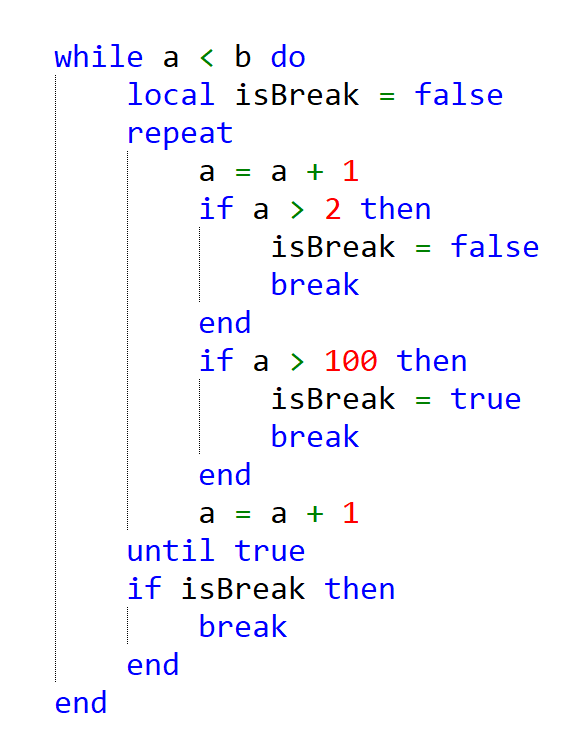 while a < b do
    local isBreak = false
    repeat
        a = a + 1
        if a > 2 then
            isBreak = false
            break
        end
        if a > 100 then
            isBreak = true
            break
        end
        a = a + 1
    until true
    if isBreak then
        break
    end
end